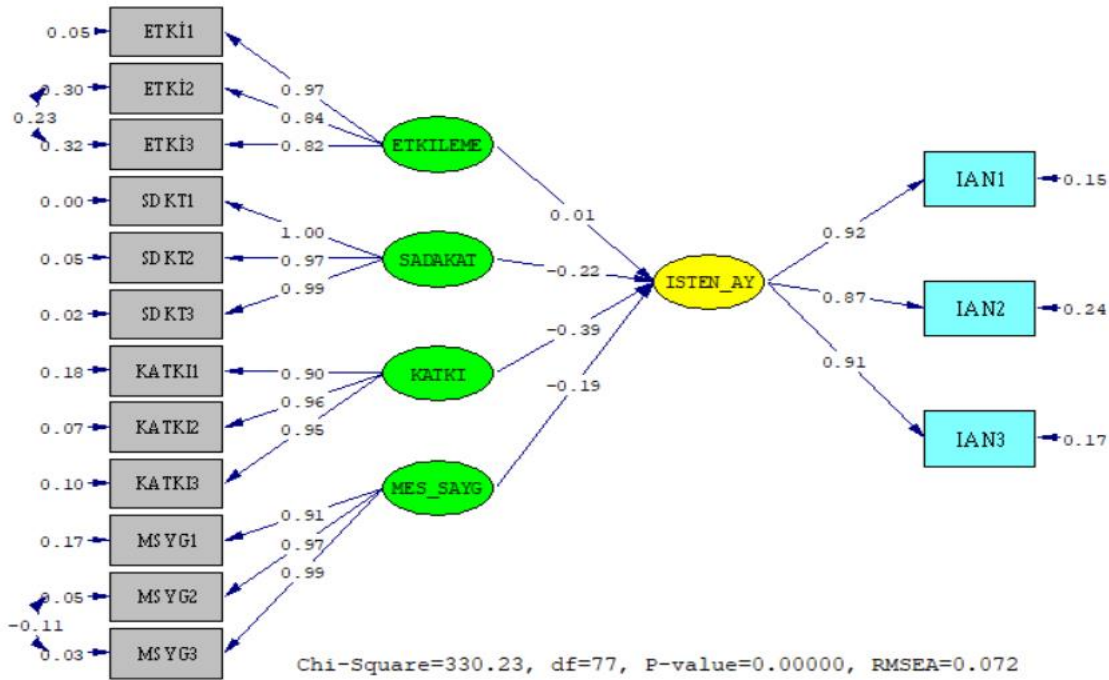 0.05
ETKİ1
0.30
ETKİ2
0.23
0.32
ETKİ3
0.00
SDKT1
0.05
SDKT2
0.02
SDKT3
0.18
KATKI1
0.07
KATKI2
0.10
KATKI3
0.17
MSYG1
0.05
MSYG2
-0.11
0.03
MSYG3
0.97
0.84
0.82
1.00
0.97
0.99
0.90
0.96
0.95
0.91
0.97
0.99
ETKILEME
SADAKAT
KATKI
MES_SAYG
0.01
-0.22
-0.39
-0.19
ISTEN_AY
0.92
0.87
0.91
IAN1
0.15
IAN2
0.24
IAN3
0.17
Chi-Square=330.23, df=77, P-value=0.00000, RMSEA=0.072